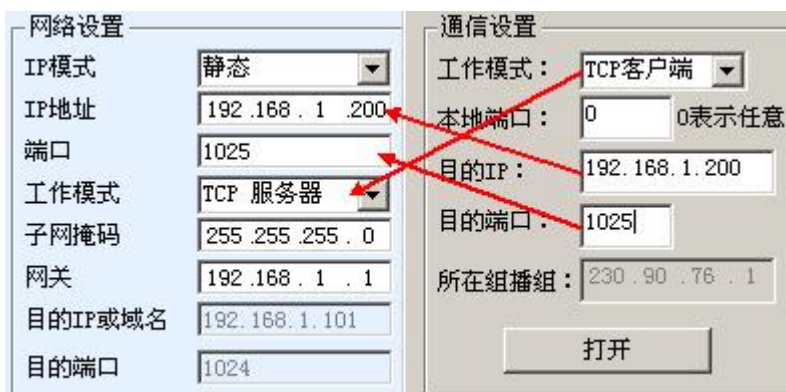 网络设置
IP模式 静态
IP地址 192 .168 . 1 .200
端口 1025
工作模式 TCP 服务器
子网掩码 255 .255 .255 . 0
网关 192 .168 . 1 . 1
目的IP或域名 192.168.1.101
目的端口 1024
通信设置
工作模式： TCP客户端
本地端口： 0 0表示任意
目的IP： 192.168.1.200
目的端口： 1025
所在组播组： 230 . 90 . 76 . 1
打开